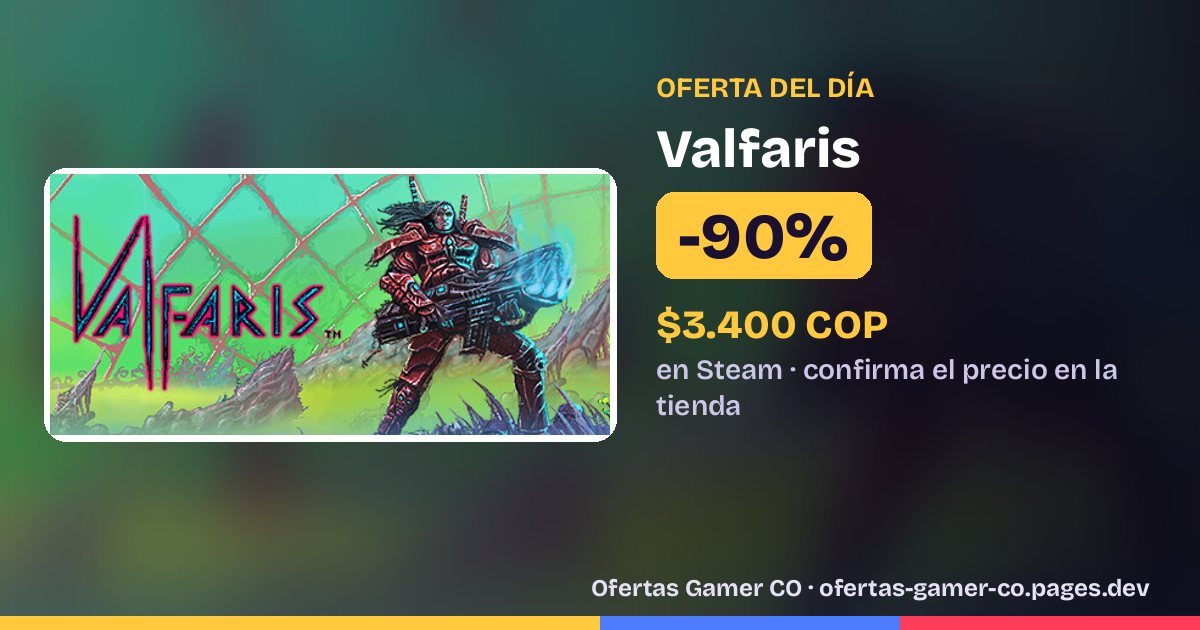 OFERTA DEL DÍA
Valfaris
-90%
VALFARIS TM
$3.400 COP
en Steam · confirma el precio en la
tienda
Ofertas Gamer CO · ofertas-gamer-co.pages.dev